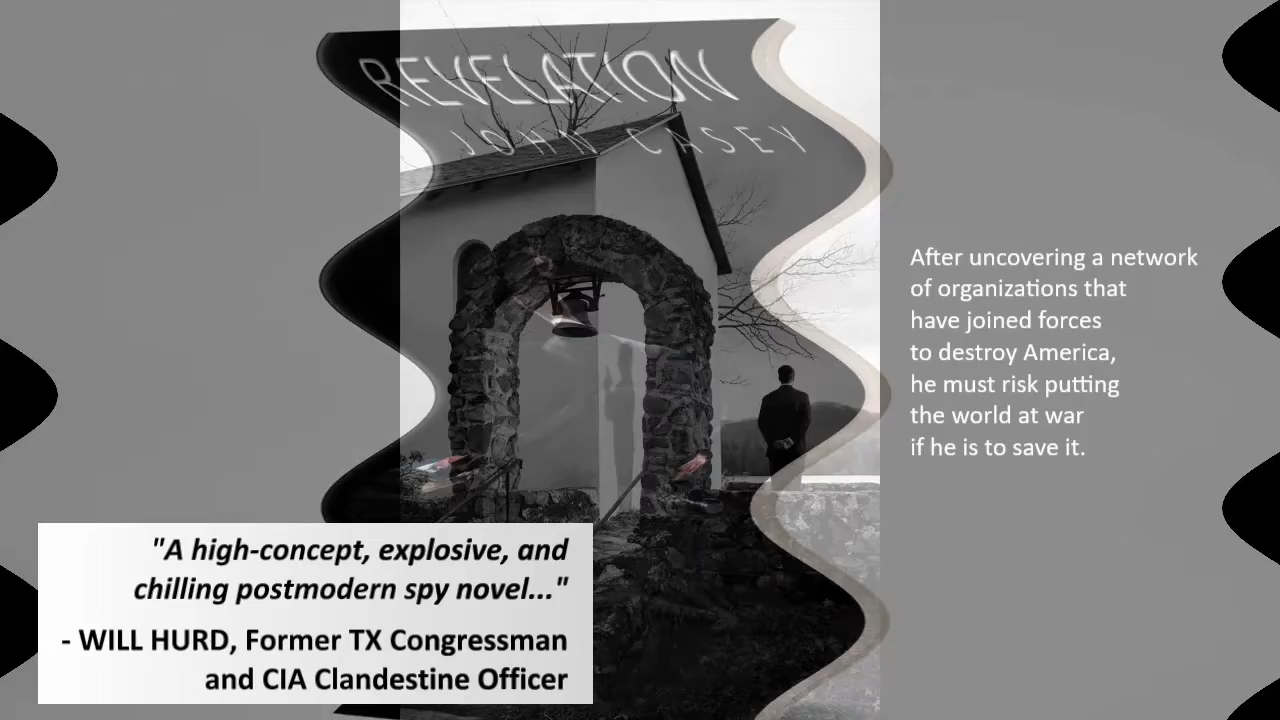 REVELATION
JOHN CASEY
After uncovering a network
of organizations that
have joined forces
to destroy America,
he must risk putting
the world at war
if he is to save it.
"A high-concept, explosive, and
chilling postmodern spy novel..."
- WILL HURD, Former TX Congressman
and CIA Clandestine Officer